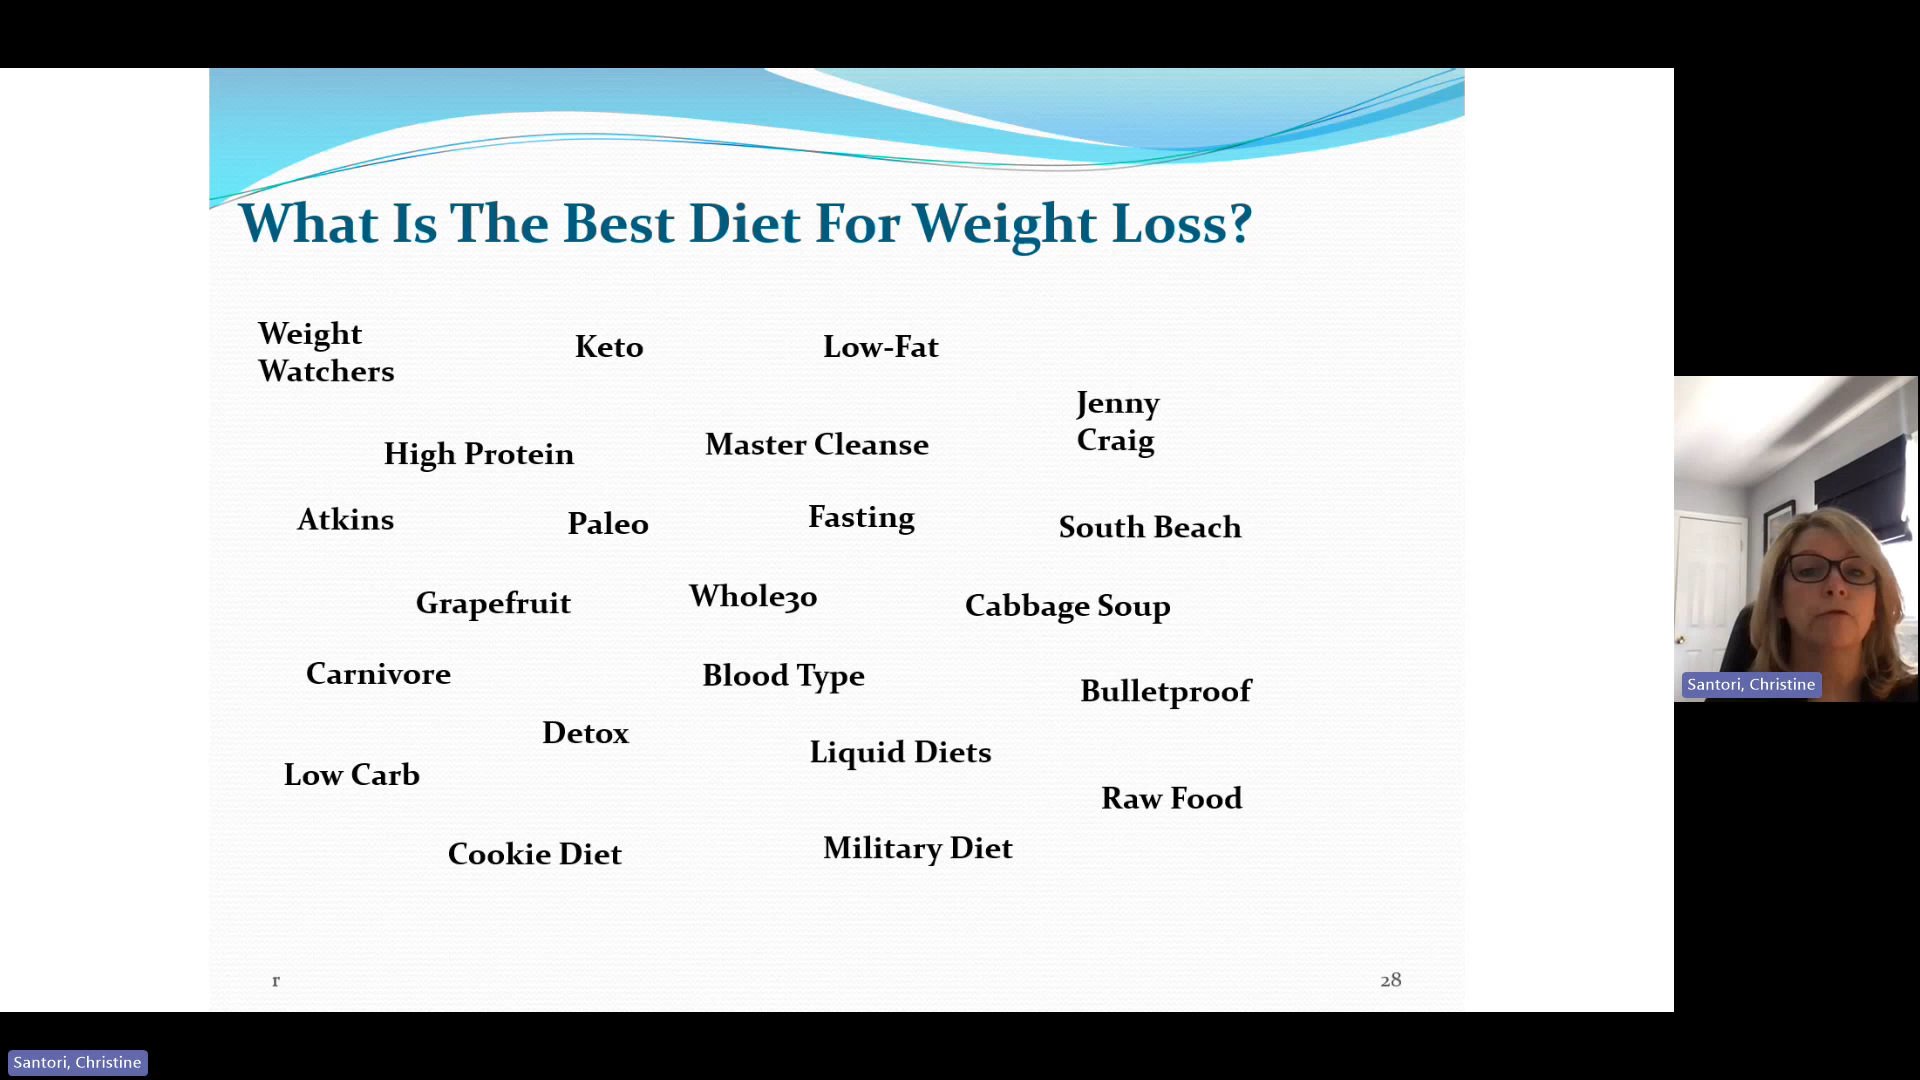 What Is The Best Diet For Weight Loss?
Weight
Watchers
Keto
Low-Fat
Jenny
Craig
High Protein
Master Cleanse
Atkins
Paleo
Fasting
South Beach
Grapefruit
Whole30
Cabbage Soup
Carnivore
Blood Type
Bulletproof
Detox
Liquid Diets
Low Carb
Raw Food
Cookie Diet
Military Diet
r
28
Santori, Christine
Santori, Christine